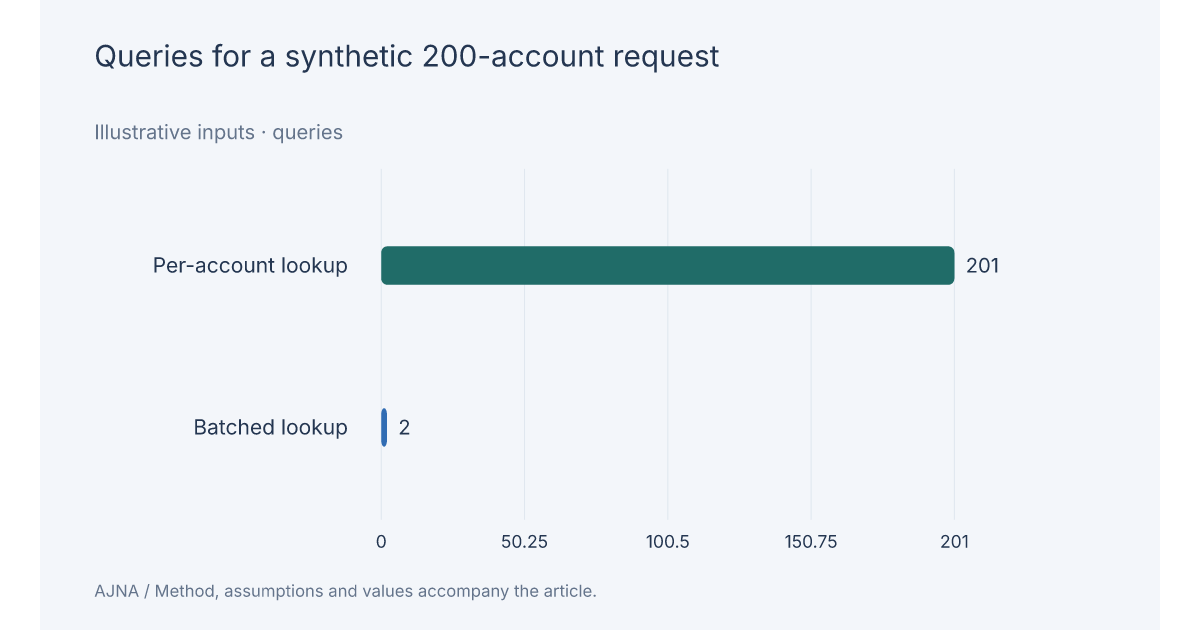 Queries for a synthetic 200-account request
Illustrative inputs · queries
Per-account lookup 201
Batched lookup 2
0 50.25 100.5 150.75 201
AJNA / Method, assumptions and values accompany the article.